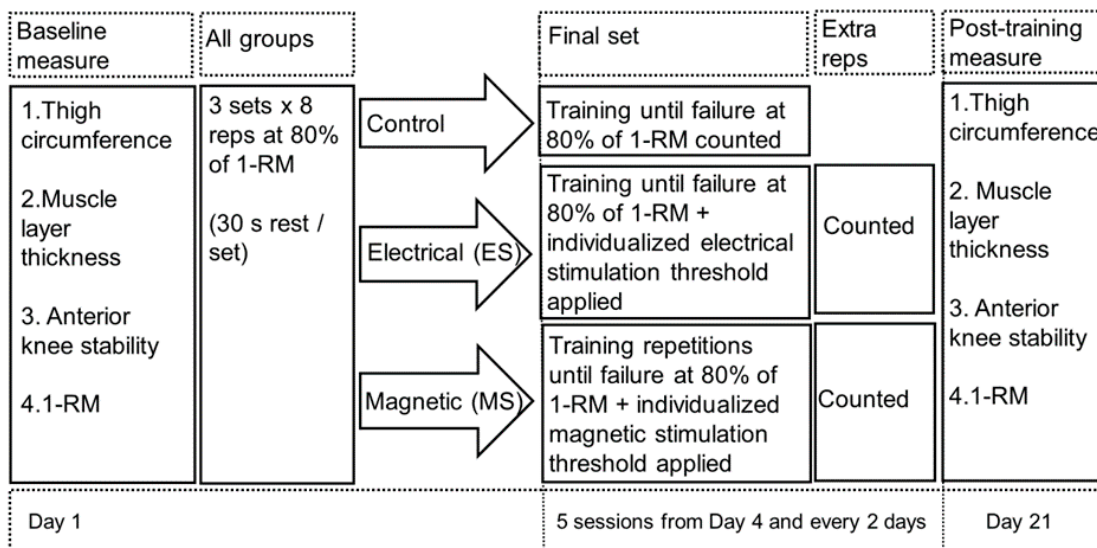 Baseline
measure
All groups
Final set
Extra
reps
Post-training
measure
1.Thigh
circumference
2.Muscle
layer
thickness
3. Anterior
knee stability
4.1-RM
3 sets x 8
reps at 80%
of 1-RM
(30 s rest /
set)
Control
Electrical (ES)
Magnetic (MS)
Training until failure at
80% of 1-RM counted
Training until failure at
80% of 1-RM +
individualized electrical
stimulation threshold
applied
Counted
Training repetitions
until failure at 80% of
1-RM + individualized
magnetic stimulation
threshold applied
Counted
1.Thigh
circumference
2. Muscle
layer
thickness
3. Anterior
knee stability
4.1-RM
Day 1
5 sessions from Day 4 and every 2 days
Day 21